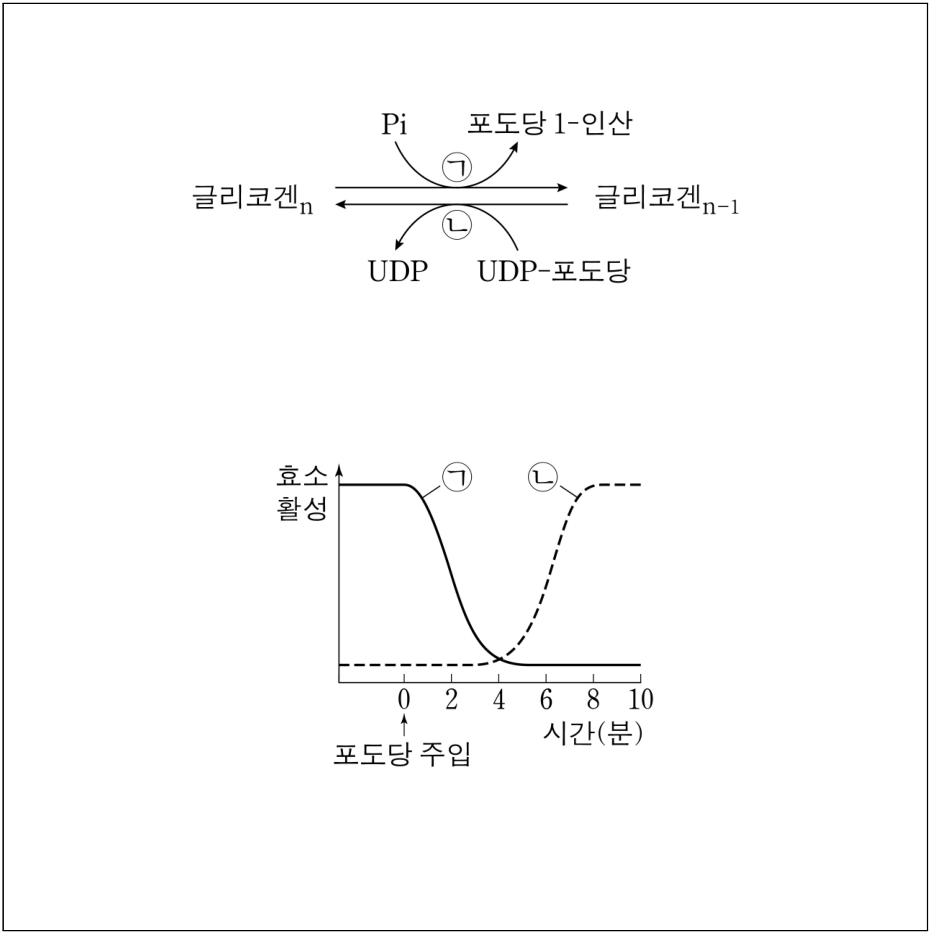 Pi 포도당 1-인산
㉠
글리코겐n 글리코겐n-1
㉡
UDP UDP-포도당
효소 활성
㉠ ㉡
0 2 4 6 8 10
시간(분)
포도당 주입